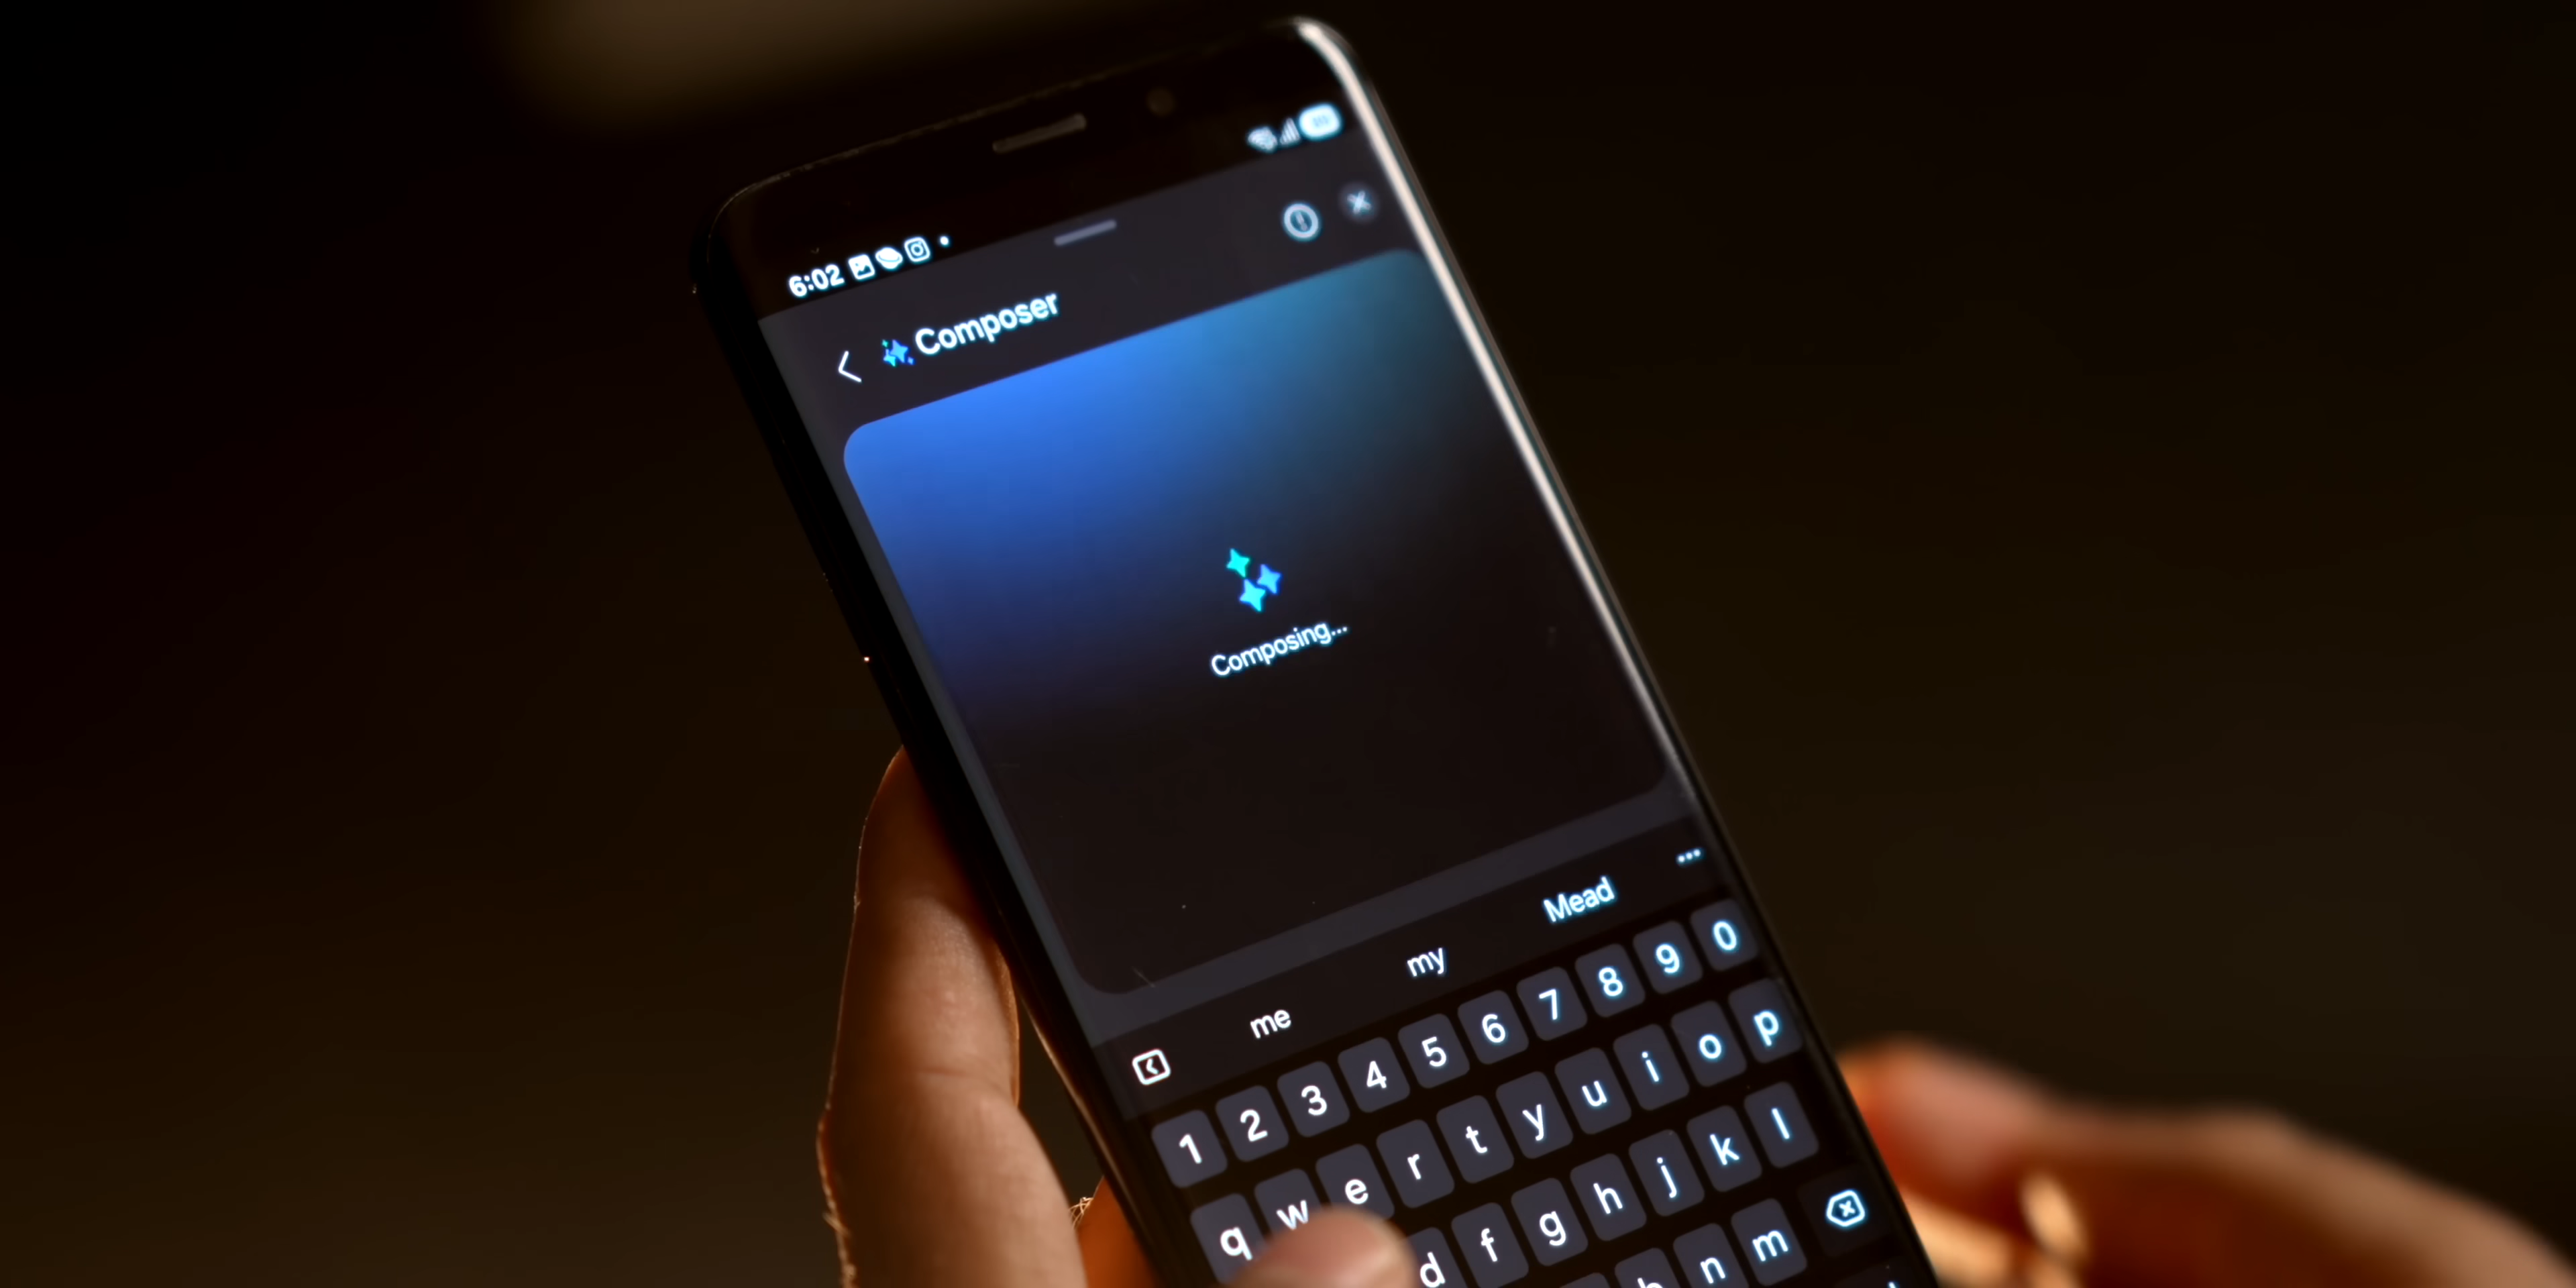 6:02
Composer
Composing...
me my Mead
1 2 3 4 5 6 7 8 9 0
q w e r t y u i o p
d f g h j k l
n m